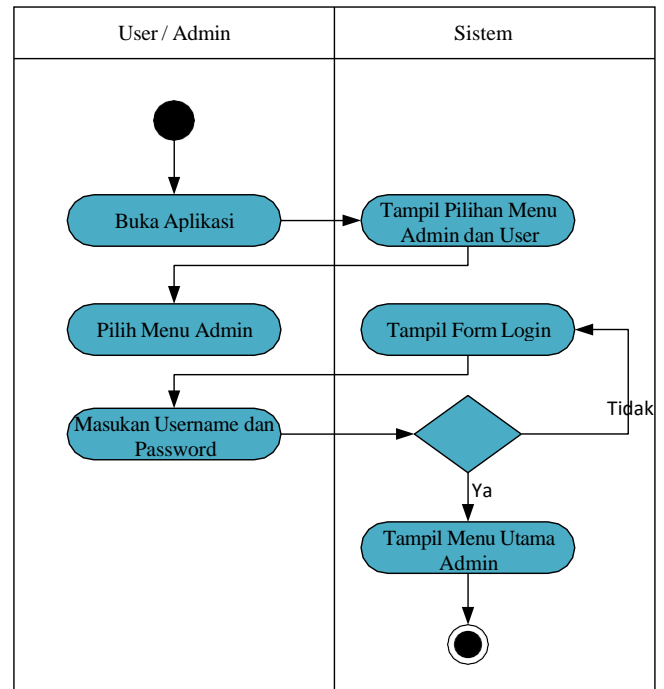 User / Admin
Sistem
Buka Aplikasi
Tampil Pilihan Menu
Admin dan User
Pilih Menu Admin
Tampil Form Login
Masukan Username dan
Password
Tidak
Ya
Tampil Menu Utama
Admin